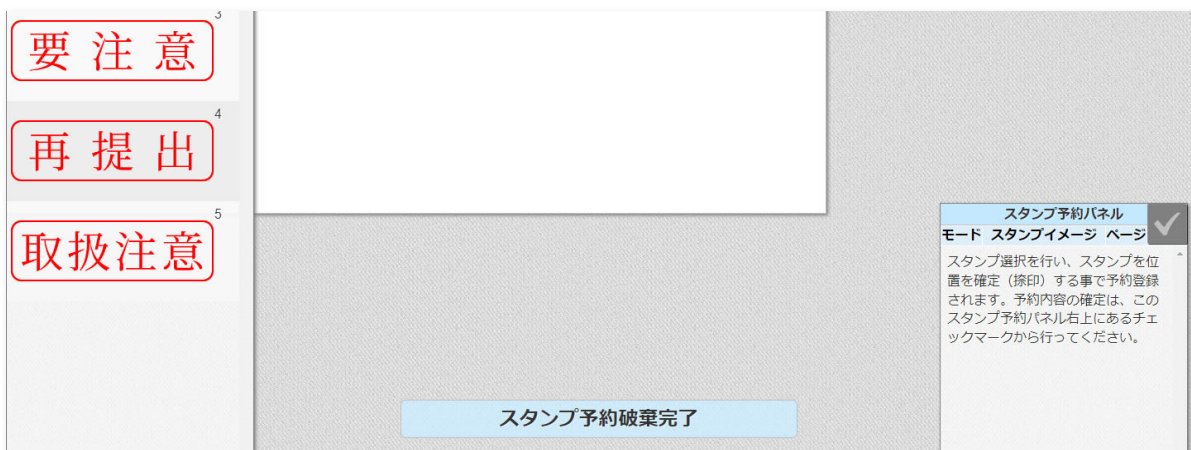 3
要注意
4
再提出
5
取扱注意
スタンプ予約パネル
モード スタンプイメージ ページ
スタンプ選択を行い、スタンプを位
置を確定（捺印）する事で予約登録
されます。予約内容の確定は、この
スタンプ予約パネル右上にあるチェ
ックマークから行ってください。
スタンプ予約破棄完了